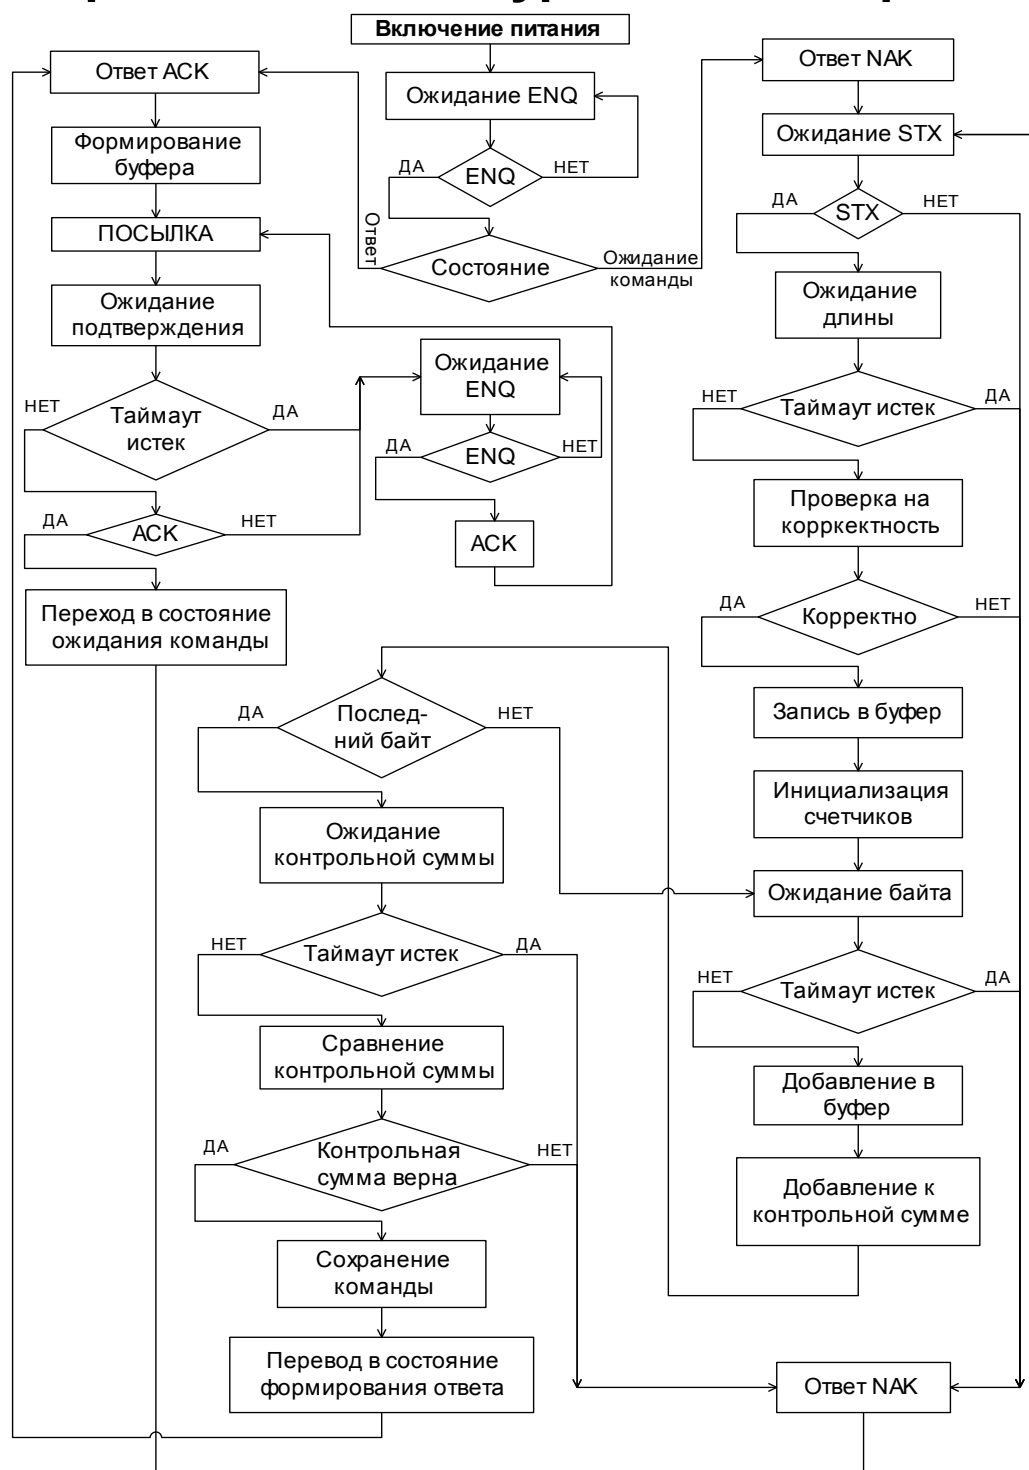 Включение питания
Ответ ACK
Ожидание ENQ
Ответ NAK
Формирование
буфера
Ожидание STX
ДА
ENQ
НЕТ
ДА
STX
НЕТ
ПОСЫЛКА
Ответ
Состояние
Ожидание
команды
Ожидание
подтверждения
Ожидание
длины
Ожидание
ENQ
НЕТ
Таймаут
истек
ДА
НЕТ
Таймаут истек
ДА
ДА
ENQ
НЕТ
Проверка на
корркектность
ДА
ACK
НЕТ
ACK
Переход в состояние
ожидания команды
ДА
Корректно
НЕТ
Запись в буфер
ДА
Послед-
ний байт
НЕТ
Инициализация
счетчиков
Ожидание
контрольной суммы
Ожидание байта
НЕТ
Таймаут истек
ДА
НЕТ
Таймаут истек
ДА
Сравнение
контрольной суммы
Добавление в
буфер
ДА
Контрольная
сумма верна
НЕТ
Добавление к
контрольной сумме
Сохранение
команды
Перевод в состояние
формирования ответа
Ответ NAK